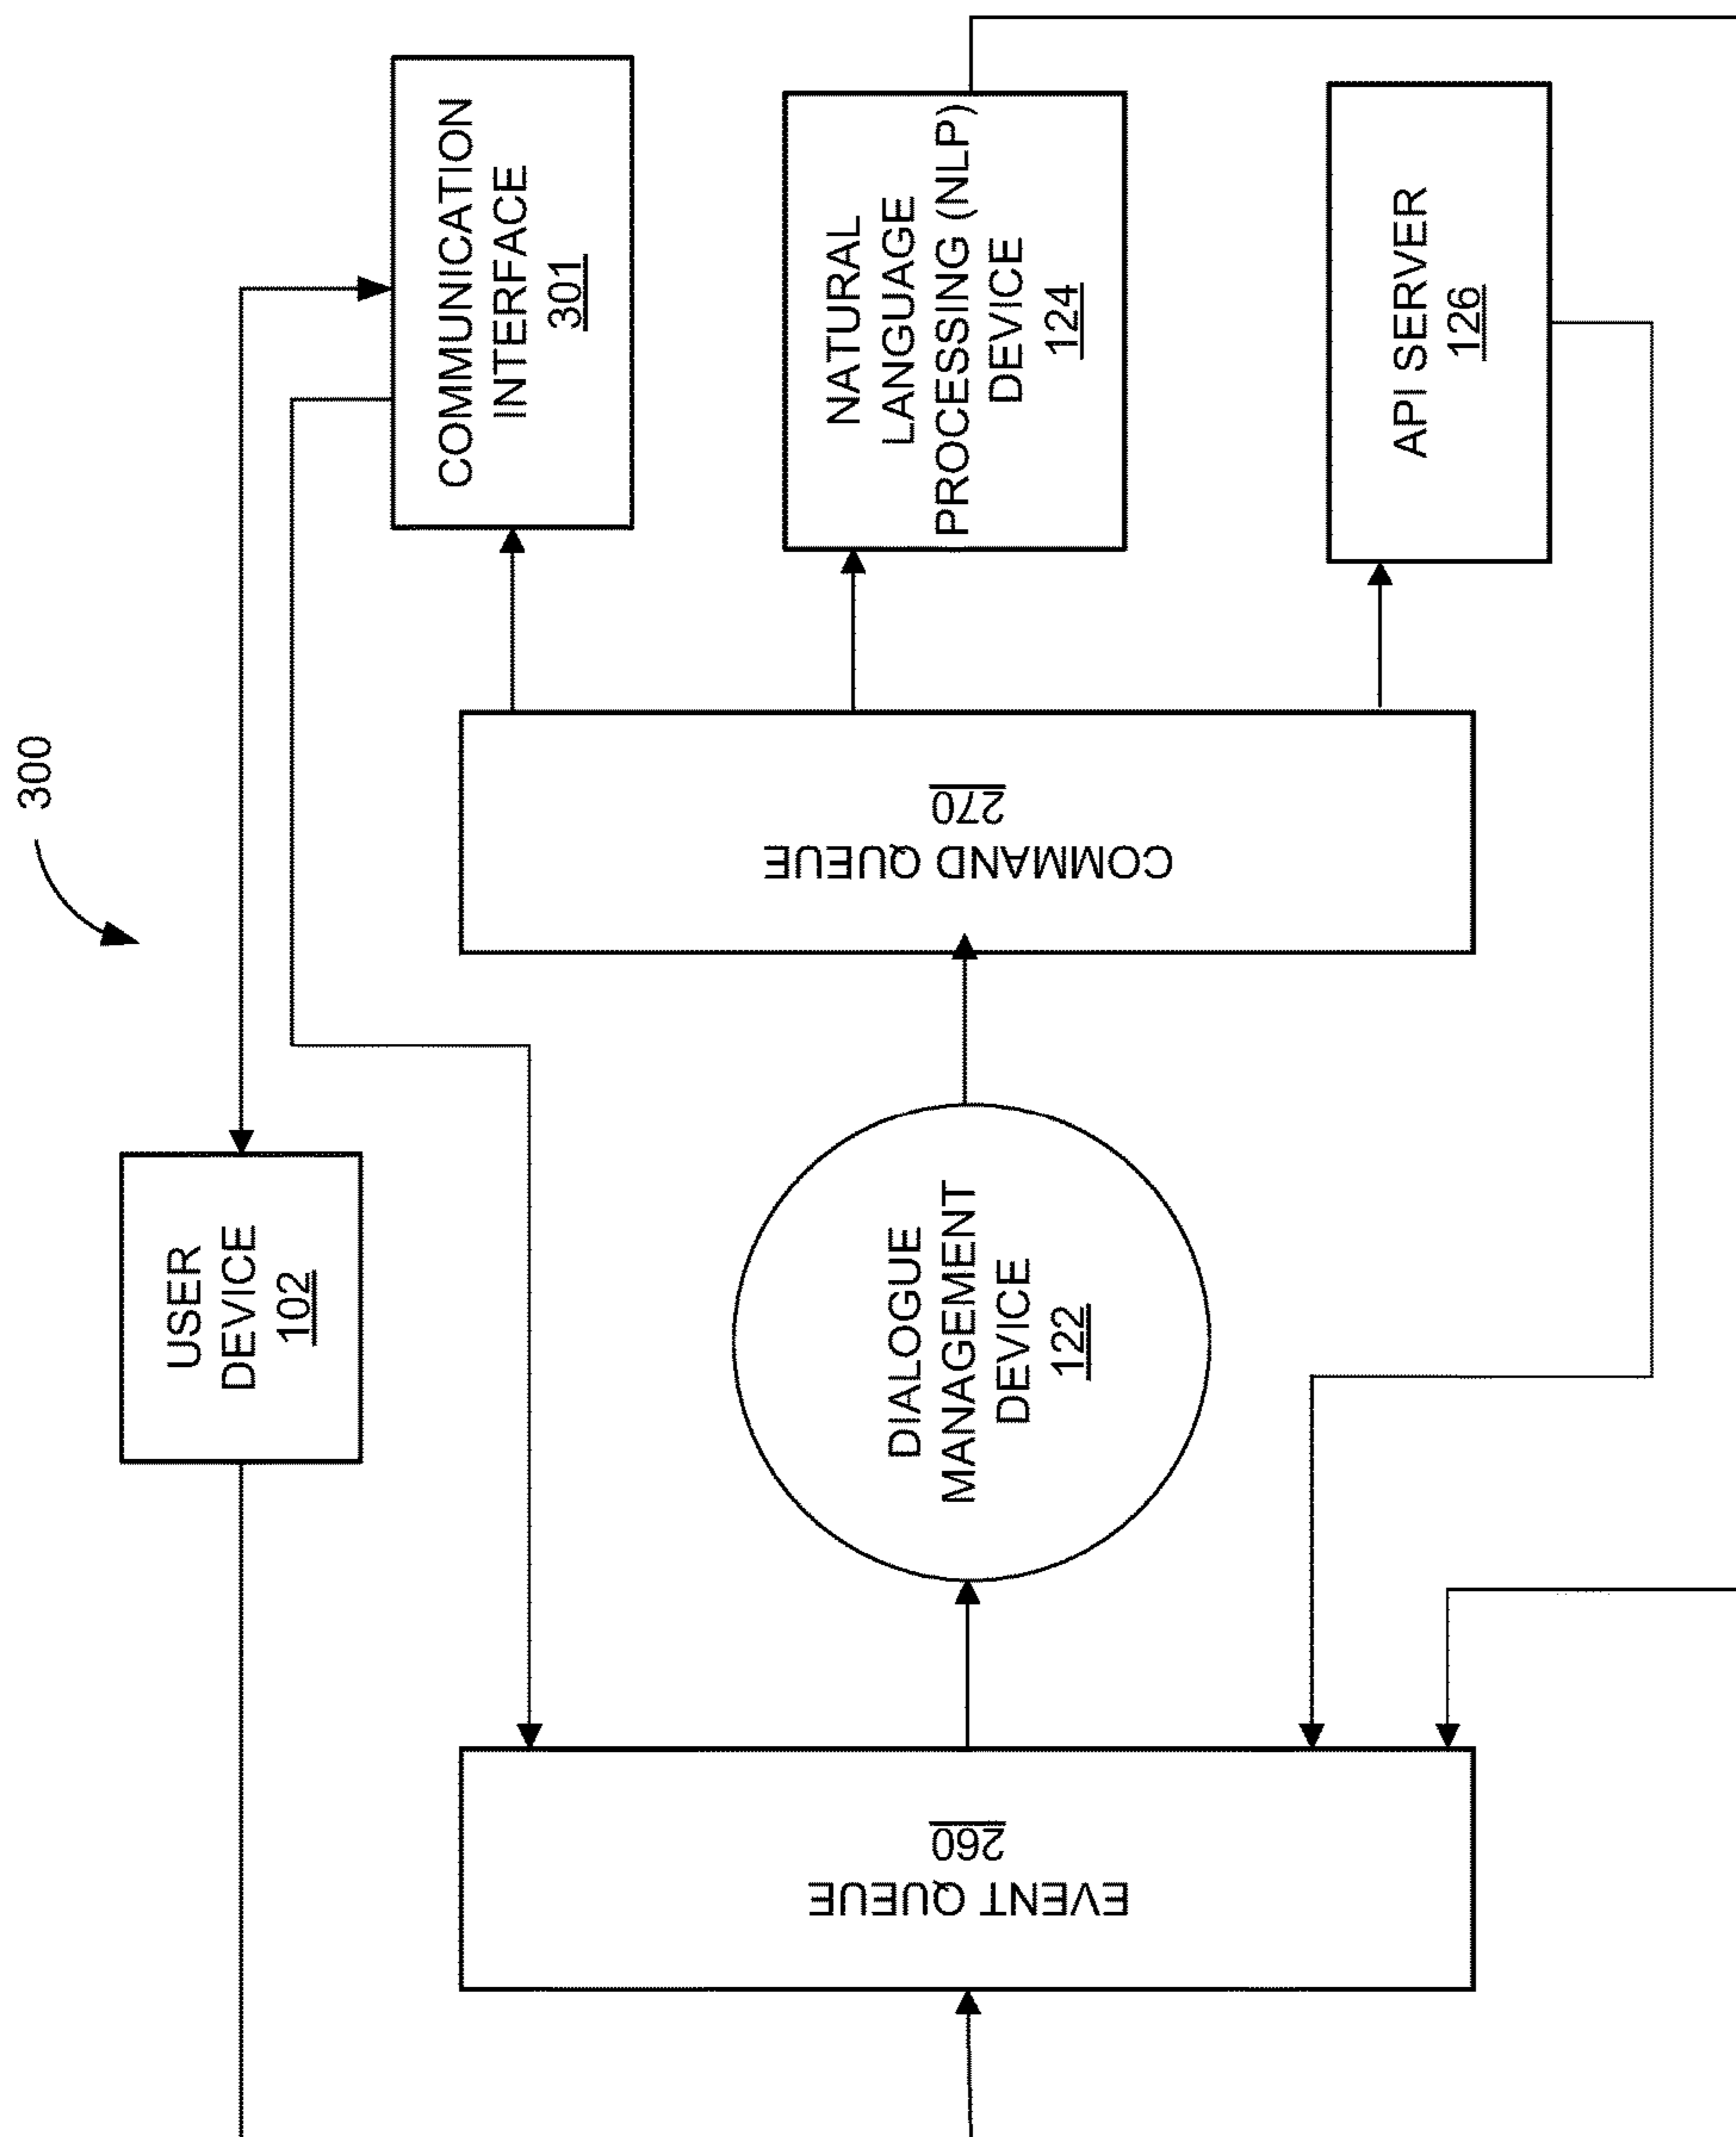 300
USER
DEVICE
102
COMMUNICATION
INTERFACE
301
EVENT QUEUE
260
DIALOGUE
MANAGEMENT
DEVICE
122
COMMAND QUEUE
270
NATURAL
LANGUAGE
PROCESSING (NLP)
DEVICE
124
API SERVER
126